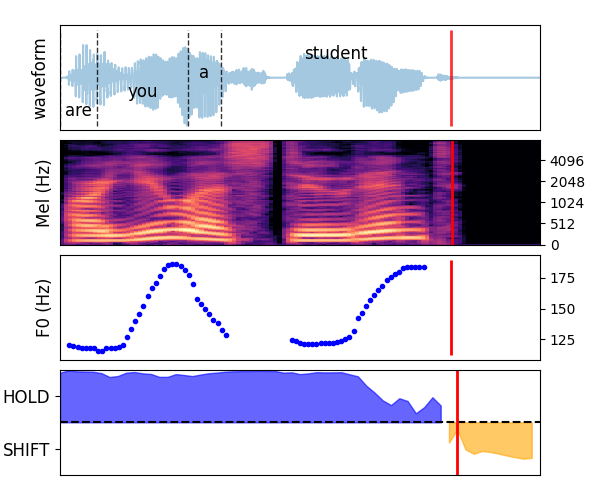 waveform
are
you
a
student
Mel (Hz)
4096
2048
1024
512
0
F0 (Hz)
175
150
125
HOLD
SHIFT